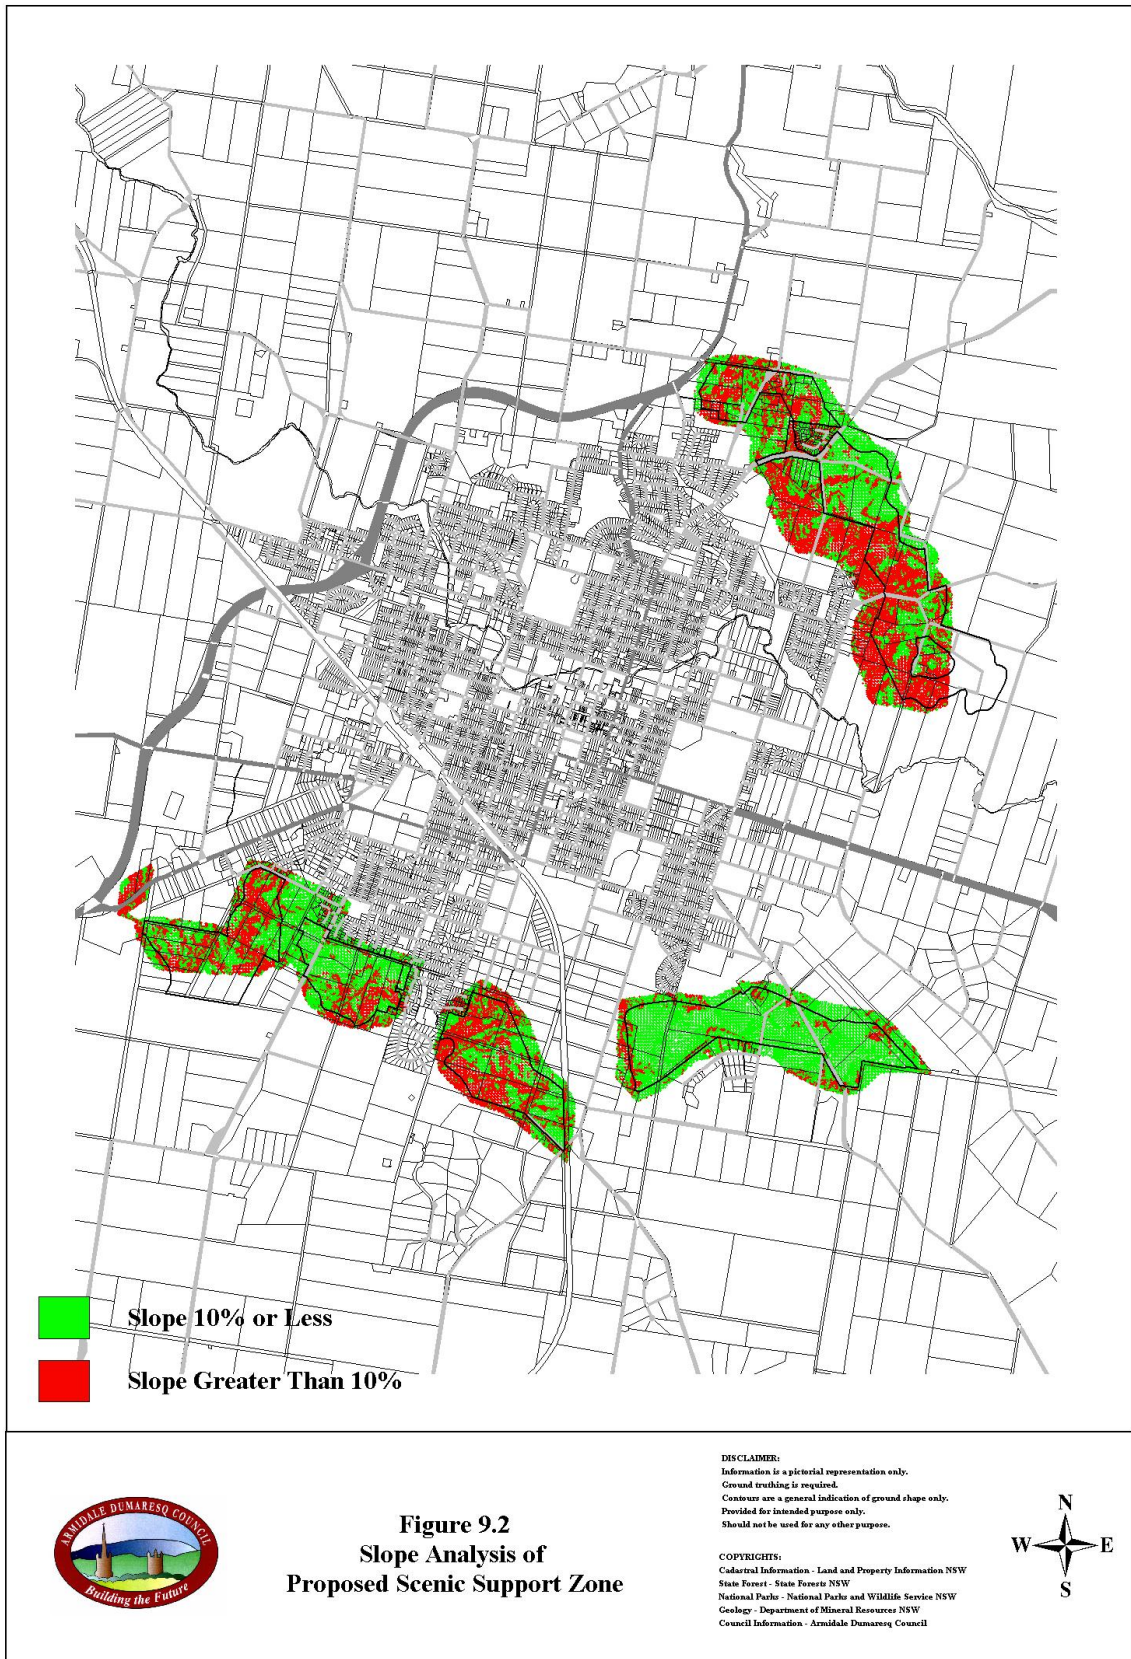 Slope 10% or Less
Slope Greater Than 10%
ARMIDALE DUMARESQ COUNCIL
Building the Future
Figure 9.2
Slope Analysis of
Proposed Scenic Support Zone
DISCLAIMER:
Information is a pictorial representation only.
Ground truthing is required.
Contours are a general indication of ground shape only.
Provided for intended purpose only.
Should not be used for any other purpose.
COPYRIGHTS:
Cadastral Information - Land and Property Information NSW
State Forest - State Forests NSW
National Parks - National Parks and Wildlife Service NSW
Geology - Department of Mineral Resources NSW
Council Information - Armidale Dumaresq Council
N
W E
S